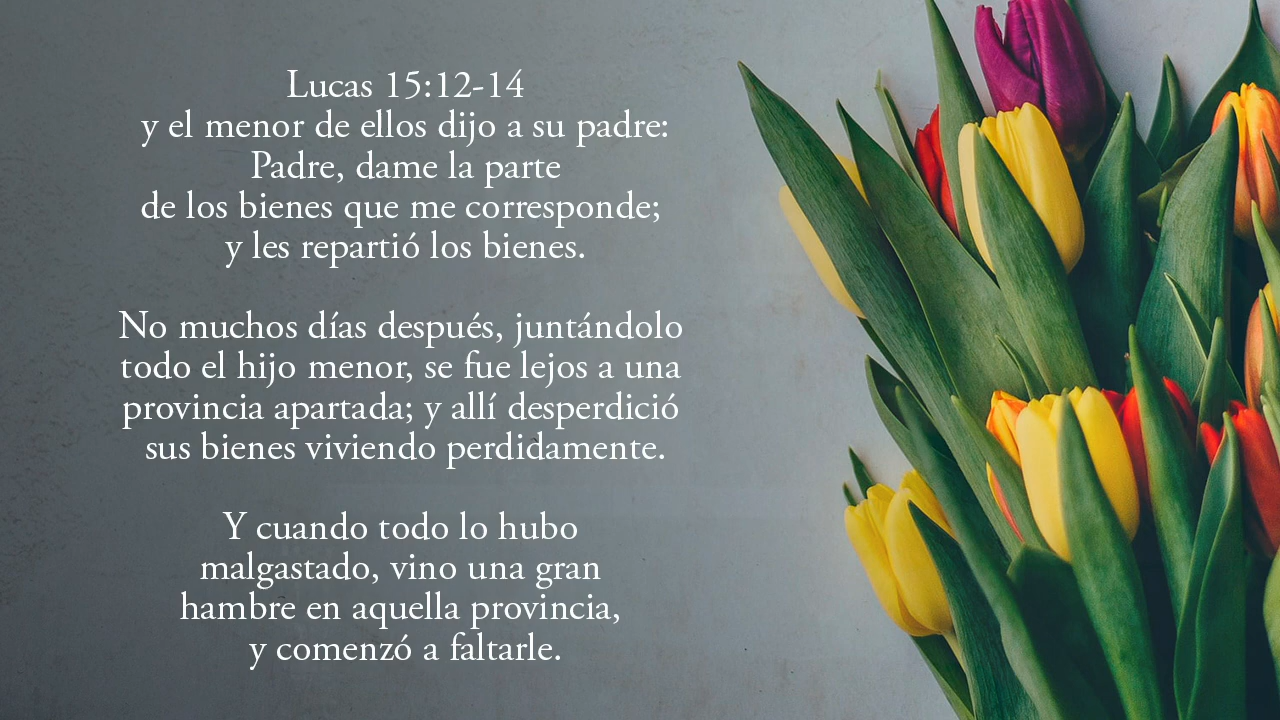 Lucas 15:12-14
y el menor de ellos dijo a su padre:
Padre, dame la parte
de los bienes que me corresponde;
y les repartió los bienes.
No muchos días después, juntándolo
todo el hijo menor, se fue lejos a una
provincia apartada; y allí desperdició
sus bienes viviendo perdidamente.
Y cuando todo lo hubo
malgastado, vino una gran
hambre en aquella provincia,
y comenzó a faltarle.